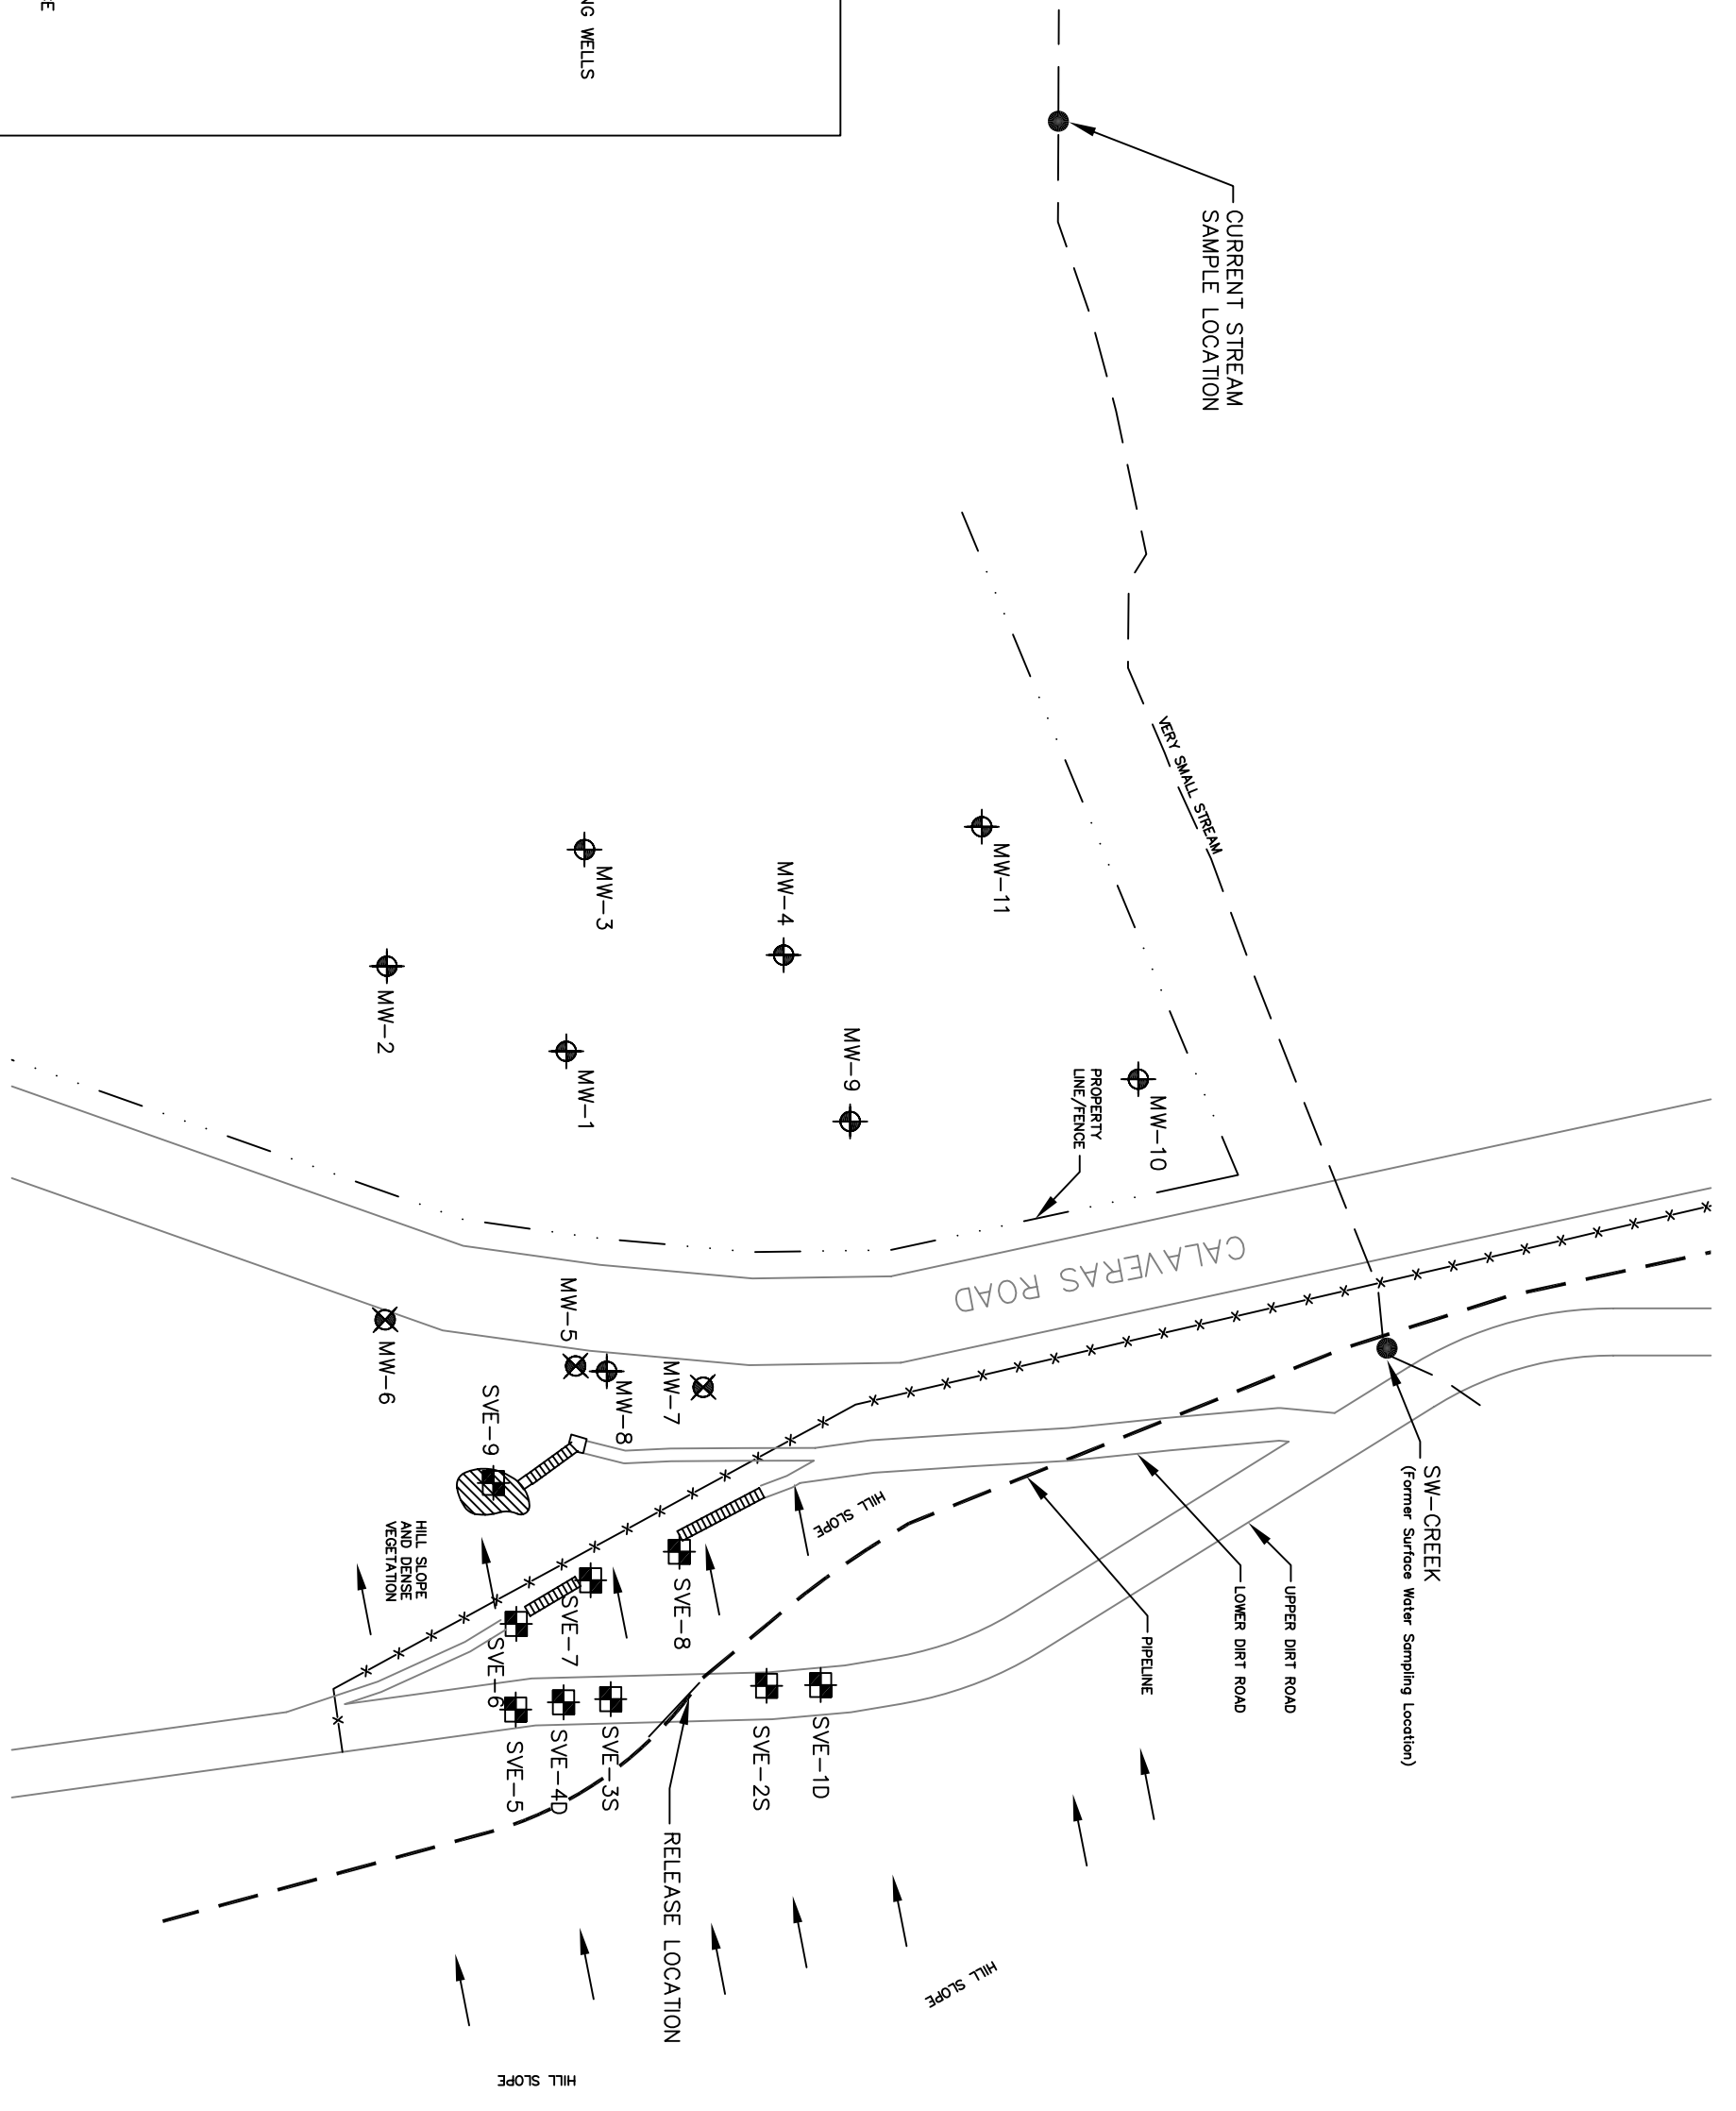 NG WELLS
E
CURRENT STREAM
SAMPLE LOCATION
VERY SMALL STREAM
MW-11
MW-3
MW-4
MW-2
MW-1
MW-9
MW-10
PROPERTY
LINE/FENCE
CALAVERAS ROAD
MW-5
MW-6
MW-8
MW-7
SVE-9
SW-CREEK
(Former Surface Water Sampling Location)
HILL SLOPE
AND DENSE
VEGETATION
HILL SLOPE
SVE-8
SVE-7
SVE-6
UPPER DIRT ROAD
LOWER DIRT ROAD
PIPELINE
SVE-5
SVE-4D
SVE-3S
SVE-2S
SVE-1D
RELEASE LOCATION
HILL SLOPE
HILL SLOPE